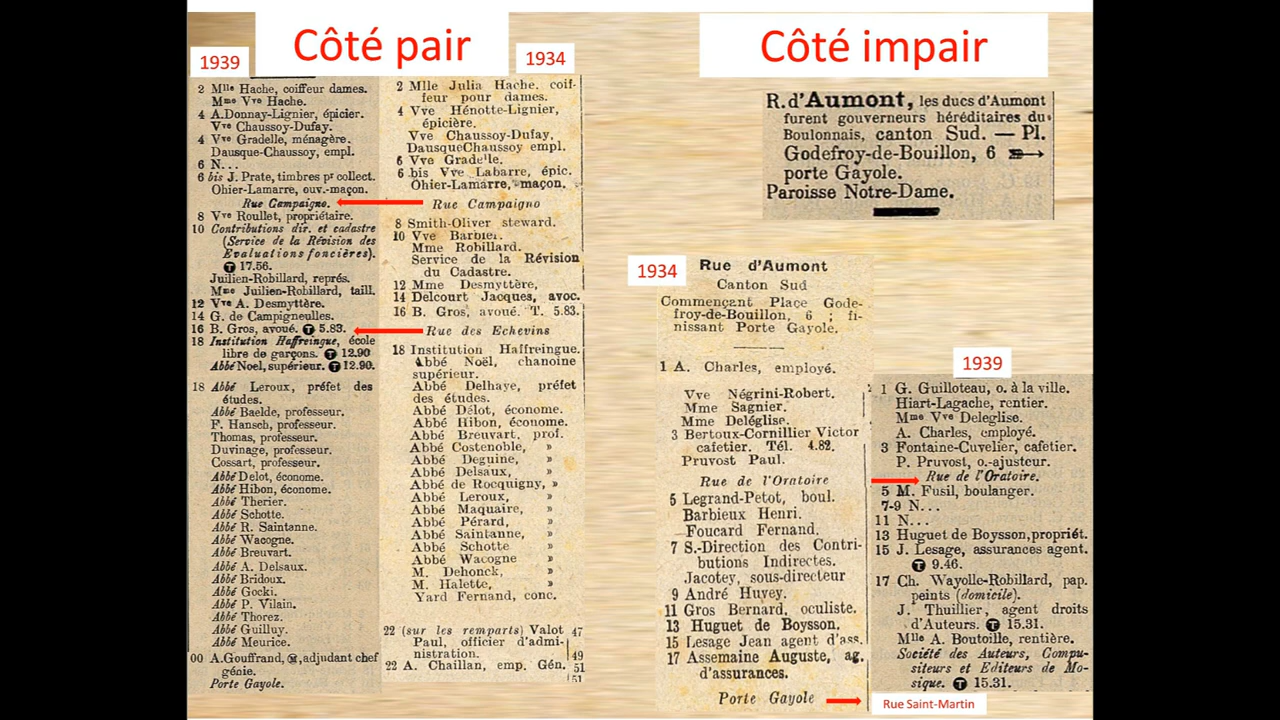 Côté pair
1939
2 Mlle Hache, coiffeur dames.
Mme Vve Hache.
4 A.Donnay-Lignier, épicier.
Vve Chaussoy-Dufay.
4 Vve Gradelle, ménagère.
Dausque-Chaussoy, empl.
6 N...
6 bis J. Prate, timbres pr collect.
Ohier-Lamarre, ouv.-maçon.
Rue Campaigno.
8 Vve Roullet, propriétaire.
10 Contributions dir. et cadastre
(Service de la Révision des
Evaluations foncières).
T 17.56.
Juilien-Robillard, représ.
Mme Juilien-Robillard, taill.
12 Vve A. Desmyttère.
14 G. de Campigneulles.
16 B. Gros, avoué. T 5.83.
18 Institution Haffreingue, école
libre de garçons. T 12.90
Abbé Noel, supérieur. T 12.90.
18 Abbé Leroux, préfet des
études.
Abbé Baelde, professeur.
F. Hansch, professeur.
Thomas, professeur.
Duvinage, professeur.
Cossart, professeur.
Abbé Delot, économe.
Abbé Hibon, économe.
Abbé Therier.
Abbé Schotte.
Abbé R. Saintanne.
Abbé Wacogne.
Abbé Breuvart.
Abbé A. Delsaux.
Abbé Bridoux.
Abbé Gocki.
Abbé P. Vilain.
Abbé Thorez.
Abbé Guilluy.
Abbé Meurice.
00 A.Gouffrand, adjudant chef
génie.
Porte Gayole.
1934
2 Mlle Julia Hache. coif-
feur pour dames.
4 Vve Hénotte-Lignier,
épicière.
Vve Chaussoy-Dufay,
DausqueChaussoy empl.
6 Vve Gradelle.
6 bis Vve Labarre, épic.
Ohier-Lamarre, maçon.
Rue Campaigno
8 Smith-Oliver steward.
10 Vve Barbier.
Mme Robillard.
Service de la Révision
du Cadastre.
12 Mme Desmyttère,
14 Delcourt Jacques, avoc.
16 B. Gros, avoué. T. 5.83.
Rue des Echevins
18 Institution Haffreingue.
Abbé Noël, chanoine
supérieur.
Abbé Delhaye, préfet
des études.
Abbé Délot, économe.
Abbé Hibon, économe.
Abbé Breuvart, prof.
Abbé Costenoble, »
Abbé Deguine, »
Abbé Delsaux, »
Abbé de Rocquigny, »
Abbé Leroux, »
Abbé Maquaire, »
Abbé Pérard, »
Abbé Saintanne, »
Abbé Schotte »
Abbé Wacogne »
M. Dehonck, »
M. Halette, »
Yard Fernand, conc.
22 (sur les remparts) Valot 47
Paul, officier d'admi-
nistration. 49
22 A. Chaillan, emp. Gén. 51
51
Côté impair
R. d'Aumont, les ducs d'Aumont
furent gouverneurs héréditaires du
Boulonnais, canton Sud. — Pl.
Godefroy-de-Bouillon, 6
porte Gayole.
Paroisse Notre-Dame.
1934
Rue d'Aumont
Canton Sud
Commençant Place Gode-
froy-de-Bouillon, 6 ; fi-
nissant Porte Gayole.
1 A. Charles, employé.
Vve Négrini-Robert.
Mme Sagnier.
Mme Deléglise.
3 Bertoux-Cornillier Victor
cafetier. Tél. 4.82.
Pruvost Paul.
Rue de l'Oratoire
5 Legrand-Petot, boul.
Barbieux Henri.
Foucard Fernand.
7 S.-Direction des Contri-
butions Indirectes.
Jacotey, sous-directeur
9 André Huyey.
11 Gros Bernard, oculiste.
13 Huguet de Boysson.
15 Lesage Jean agent d'ass.
17 Assemaine Auguste, ag.
d'assurances.
Porte Gayole
1939
1 G. Guilloteau, o. à la ville.
Hiart-Lagache, rentier.
Mme Vve Deleglise.
A. Charles, employé.
3 Fontaine-Cuvelier, cafetier.
P. Pruvost, o.-ajusteur.
Rue de l'Oratoire.
5 M. Fusil, boulanger.
7-9 N...
11 N...
13 Huguet de Boysson, propriét.
15 J. Lesage, assurances agent.
T 9.46.
17 Ch. Wayolle-Robillard, pap.
peints (domicile).
J. Thuillier, agent droits
d'Auteurs. T 15.31.
Mlle A. Boutoille, rentière.
Société des Auteurs, Compo-
siteurs et Editeurs de Mu-
sique. T 15.31.
Rue Saint-Martin